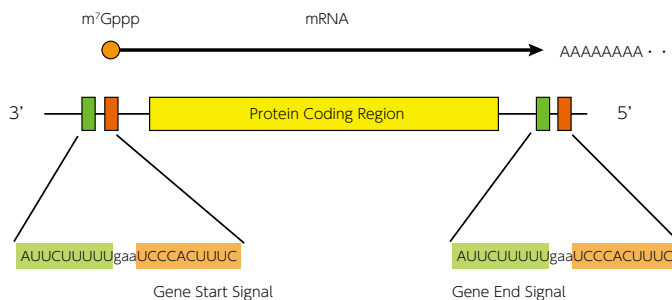 m⁷Gppp mRNA
AAAAAAAA · ·
3’ Protein Coding Region 5’
AUUCUUUUUgaaUCCCACUUUC AUUCUUUUUgaaUCCCACUUUC
Gene Start Signal Gene End Signal